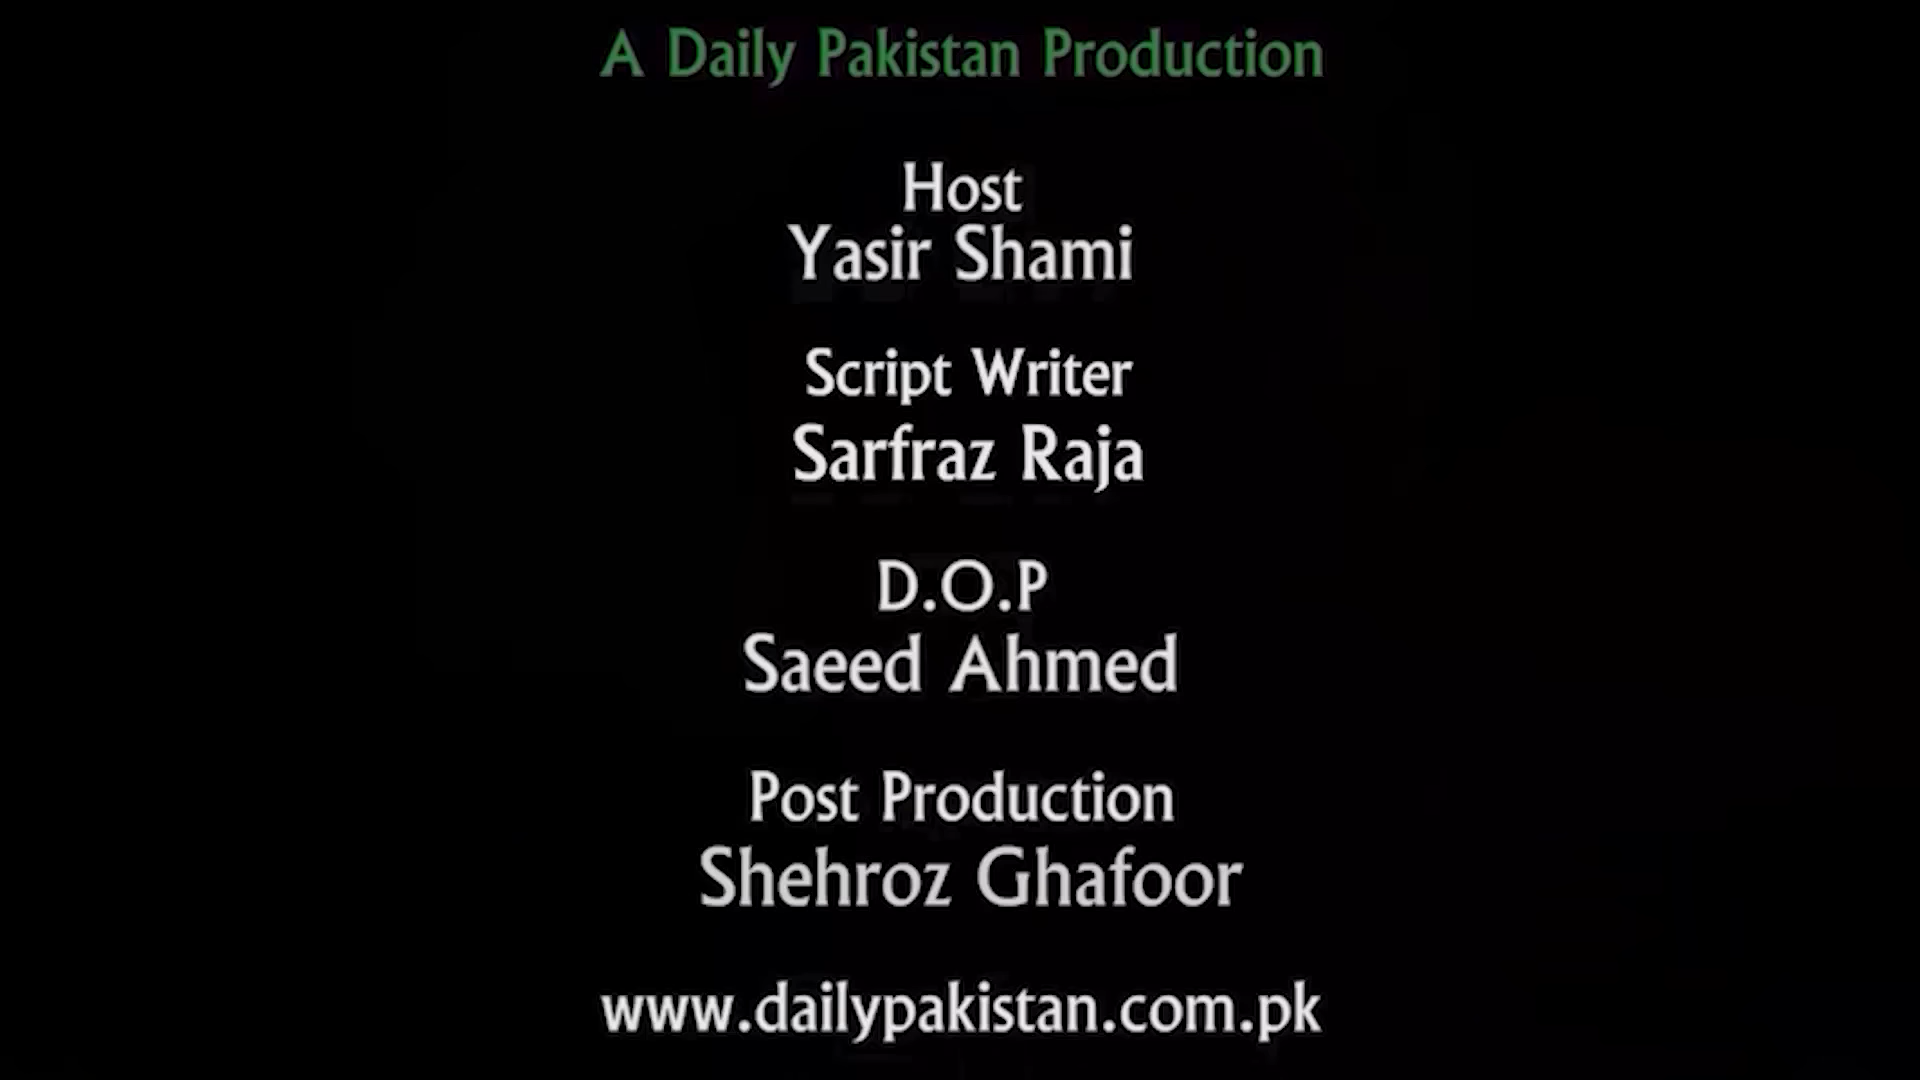 A Daily Pakistan Production
Host
Yasir Shami
Script Writer
Sarfraz Raja
D.O.P
Saeed Ahmed
Post Production
Shehroz Ghafoor
www.dailypakistan.com.pk